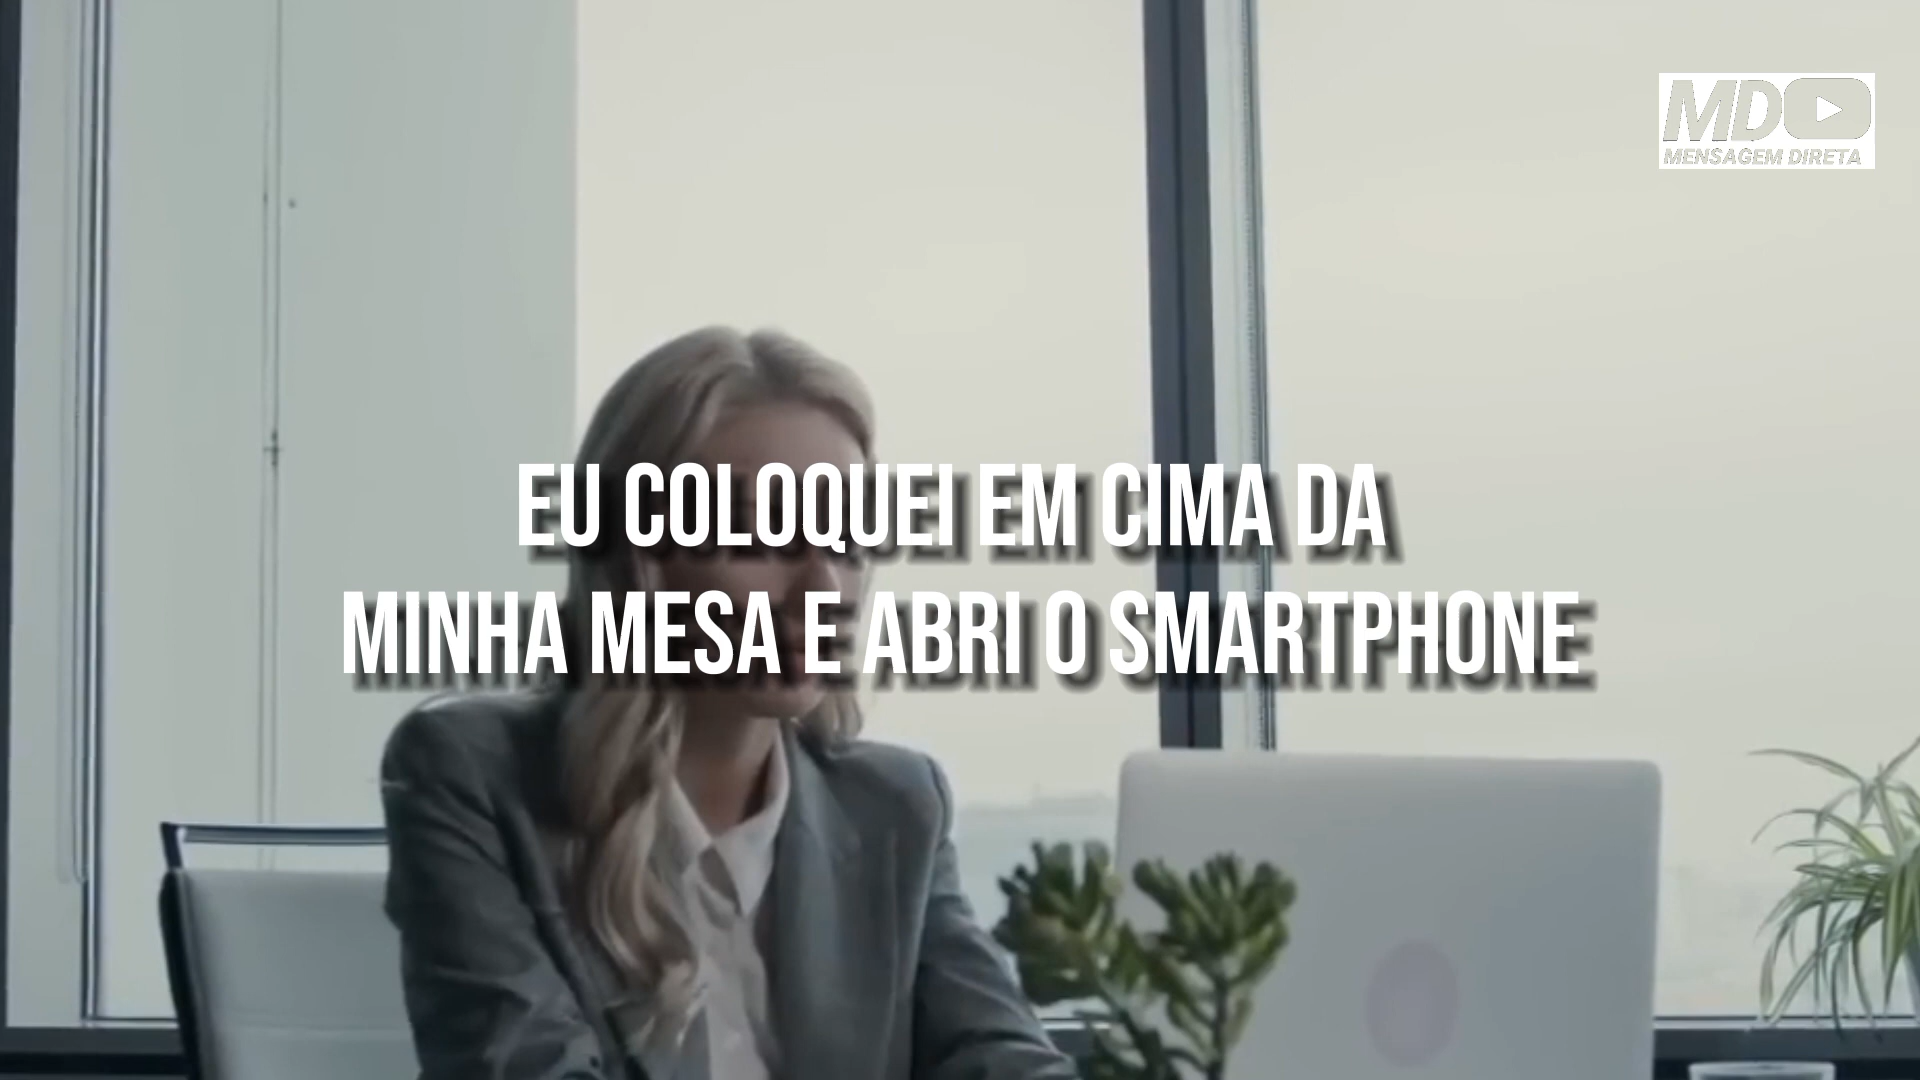 MD
MENSAGEM DIRETA
EU COLOQUEI EM CIMA DA
MINHA MESA E ABRI O SMARTPHONE